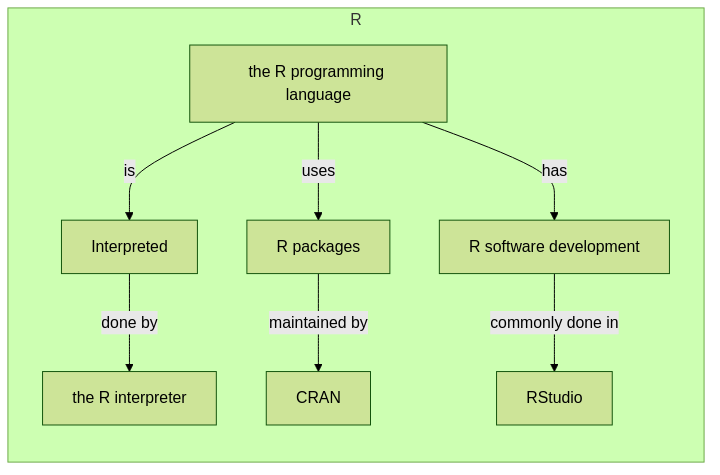 R
the R programming
language
is
uses
has
Interpreted
R packages
R software development
done by
maintained by
commonly done in
the R interpreter
CRAN
RStudio